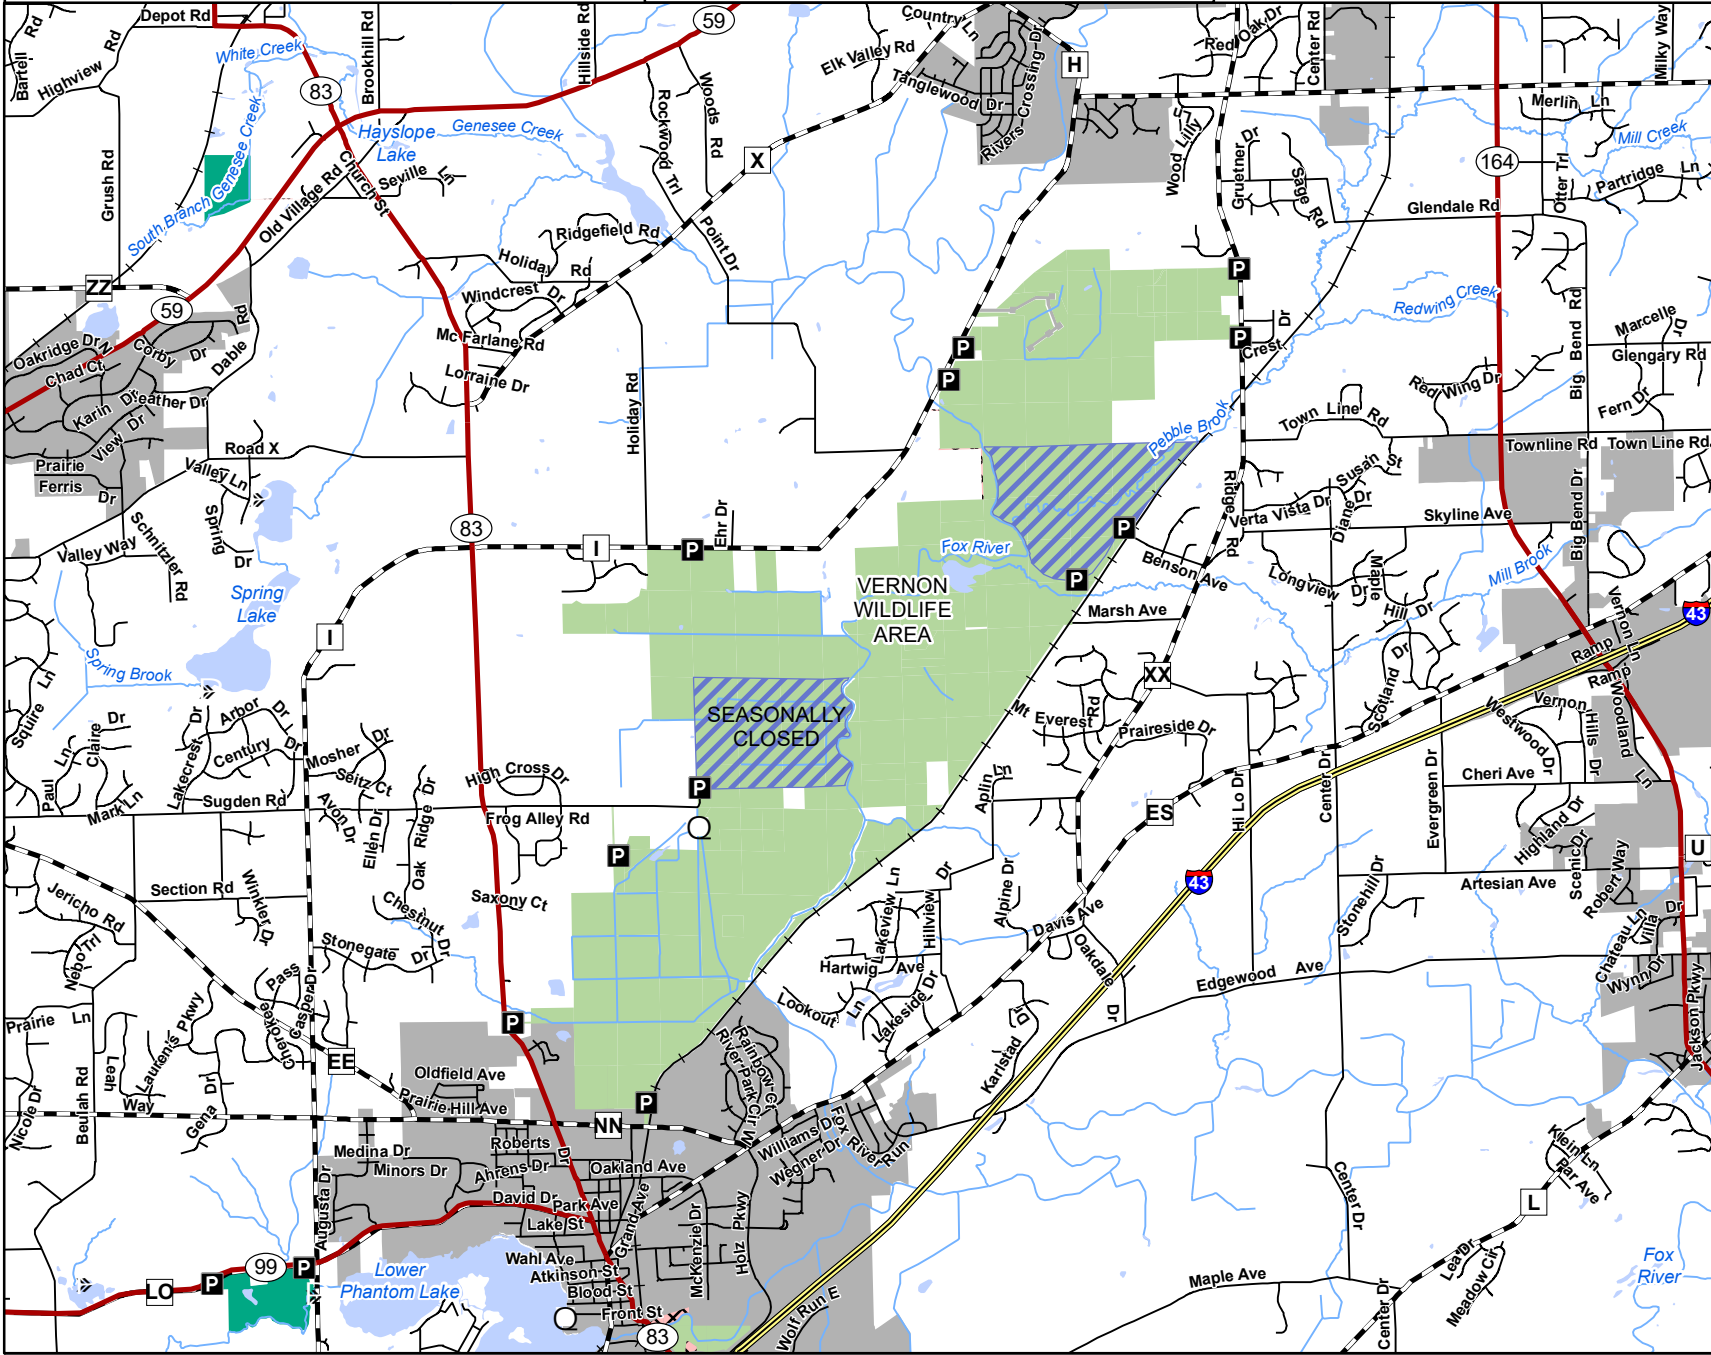 Depot Rd
59
Country Ln
Red Oak Dr
Center Rd
Milky Way
Bartell Rd
Highview Rd
White Creek
Brookhill Rd
Hillside Rd
Elk Valley Rd
H
83
Tanglewood Dr
Rivers Crossing Dr
Merlin Ln
Hayslope
Lake
Genesee Creek
Rockwood Trl
Woods Rd
Mill Creek
Grush Rd
South Branch Genesee Creek
Church St
Seville Ln
Old Village Rd
X
Wood Lilly
Gruetner Dr
Sage Rd
164
Otter Trl
Partridge Ln
Glendale Rd
Ridgefield Rd
Point Dr
Holiday Rd
ZZ
Windcrest Dr
P
Redwing Creek
59
Big Bend Rd
Marcelle Dr
Oakridge Dr N
Corby Dr
Dable Rd
Mc Farlane Rd
P
P
Crest Dr
Glengary Rd
Chad Ct
Lorraine Dr
P
Red Wing Dr
Karin Dr
eather Dr
Holiday Rd
Pebble Brook
Town Line Rd
Fern Dr
View Dr
Road X
Townline Rd
Town Line Rd
Prairie
Ferris Dr
Valley Ln
Ridge Rd
Susan St
Verta Vista Dr
Diane Dr
Skyline Ave
Big Bend Dr
Schnitzler Rd
Spring Dr
83
Ehr Dr
P
Valley Way
I
P
Fox River
Benson Ave
P
Longview Dr
Maple
Hill Dr
Mill Brook
Spring
Lake
VERNON
WILDLIFE
AREA
Marsh Ave
Vernon Ln
43
I
Ramp
Ramp
Spring Brook
XX
Squire Ln
Scotland Dr
Woodland Ln
SEASONALLY
CLOSED
Mt Everest Rd
Praireside Dr
Westwood Dr
Vernon Hills Dr
Claire Dr
Arbor Dr
Century Dr
Lakecrest Dr
Mosher Dr
Seitz Ct
Paul Ln
Mark Ln
High Cross Dr
P
Aplin Ln
Cheri Ave
Sugden Rd
Avon Dr
Ellen Dr
Oak Ridge Dr
Frog Alley Rd
ES
Hi Lo Dr
Center Dr
Evergreen Dr
Highland Dr
P
U
Section Rd
Jericho Rd
Winkler Dr
Saxony Ct
43
Artesian Ave
Scenic Dr
Robert Way
Chestnut Dr
Stonegate Dr
Lakeview Ln
Hillview Dr
Alpine Dr
Davis Ave
Stonehill Dr
Chateau Ln
Villa Dr
Nebo Trl
Hartwig Ave
Oakdale Dr
Edgewood Ave
Wynn Dr
Pass
Cherokee
Casper Dr
Lookout Ln
Lakeside Dr
Jackson Pkwy
Prairie Ln
Lauren's Pkwy
P
Karlstad Dr
Leah
Way
EE
Oldfield Ave
Prairie Hill Ave
Rainbow Ct
River-Park Cir W
Nicole Dr
Beulah Rd
Gena Dr
P
NN
Williams Dr
Wegner Dr
Fox River Run
Medina Dr
Minors Dr
Roberts Dr
Ahrens Dr
Oakland Ave
Klein Ln
Par Ave
Augusta Dr
David Dr
Park Ave
Lake St
Grand Ave
McKenzie Dr
Holz Pkwy
Center Dr
L
99
P
P
LO
Lower
Phantom Lake
Wahl Ave
Atkinson St
Blood St
Front St
83
Wolf Run E
Maple Ave
Center Dr
Lea Dr
Meadow Cir
Fox
River